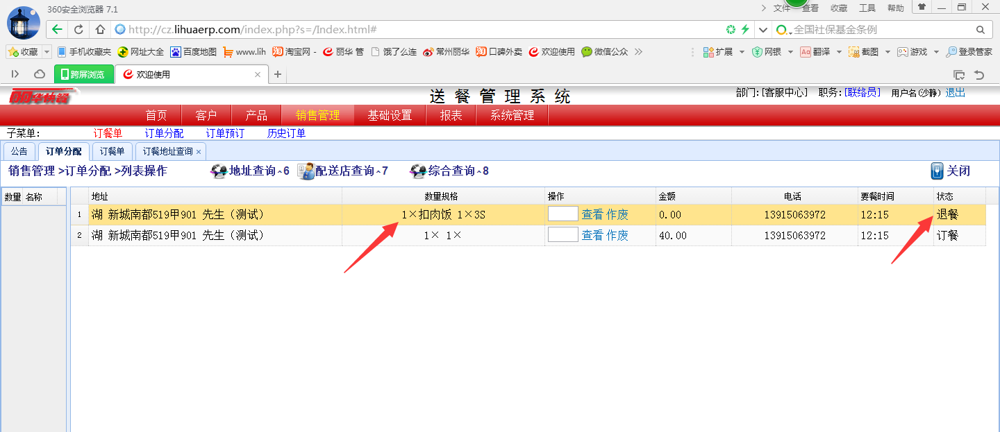 360安全浏览器 7.1
文件 查看 收藏 工具 帮助
http://cz.lihuaerp.com/index.php?s=/Index.html#
全国社保基金条例
收藏 手机收藏夹 网址大全 百度地图 www.lih 淘宝网 - 丽华 管 饿了么连 常州丽华 口碑外卖 欢迎使用 微信公众 扩展 网银 翻译 截图 游戏 登录管家
跨屏浏览 欢迎使用
丽华快餐
送餐管理系统
部门:[客服中心] 职务:[联络员] 用户名(沙静) 退出
首页 客户 产品 销售管理 基础设置 报表 系统管理
子菜单: 订餐单 订单分配 订单预订 历史订单
公告 订单分配 订餐单 订餐地址查询 ×
销售管理 >订单分配 >列表操作 地址查询^6 配送店查询^7 综合查询^8 关闭
数量 名称 地址 数量规格 操作 金额 电话 要餐时间 状态
1 湖 新城南都519甲901 先生（测试） 1×扣肉饭 1×3S 查看 作废 0.00 13915063972 12:15 退餐
2 湖 新城南都519甲901 先生（测试） 1× 1× 查看 作废 40.00 13915063972 12:15 订餐